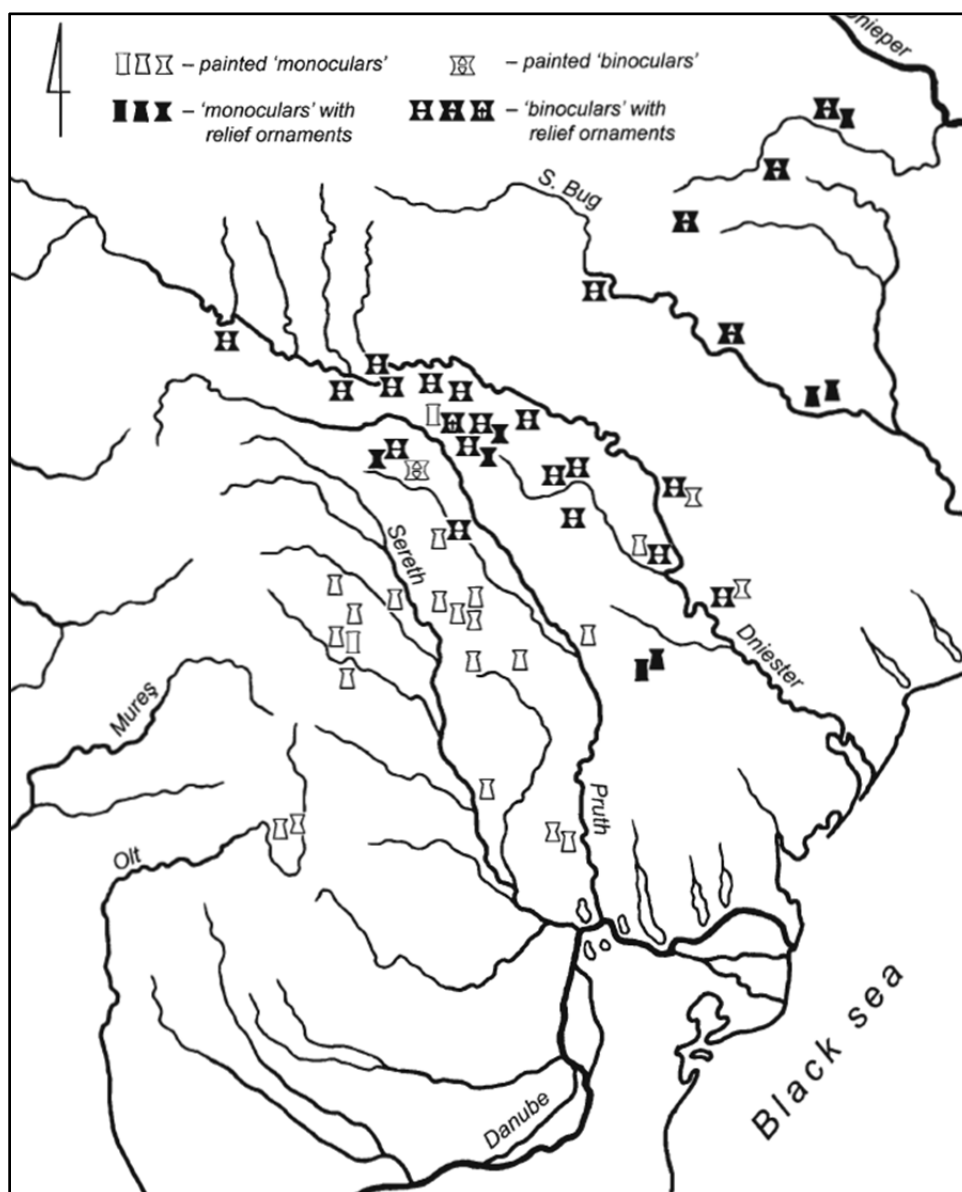 – painted 'monoculars'
– painted 'binoculars'
– 'monoculars' with
relief ornaments
– 'binoculars' with
relief ornaments
Dnieper
S. Bug
Sereth
Mureş
Dniester
Pruth
Olt
Danube
Black sea